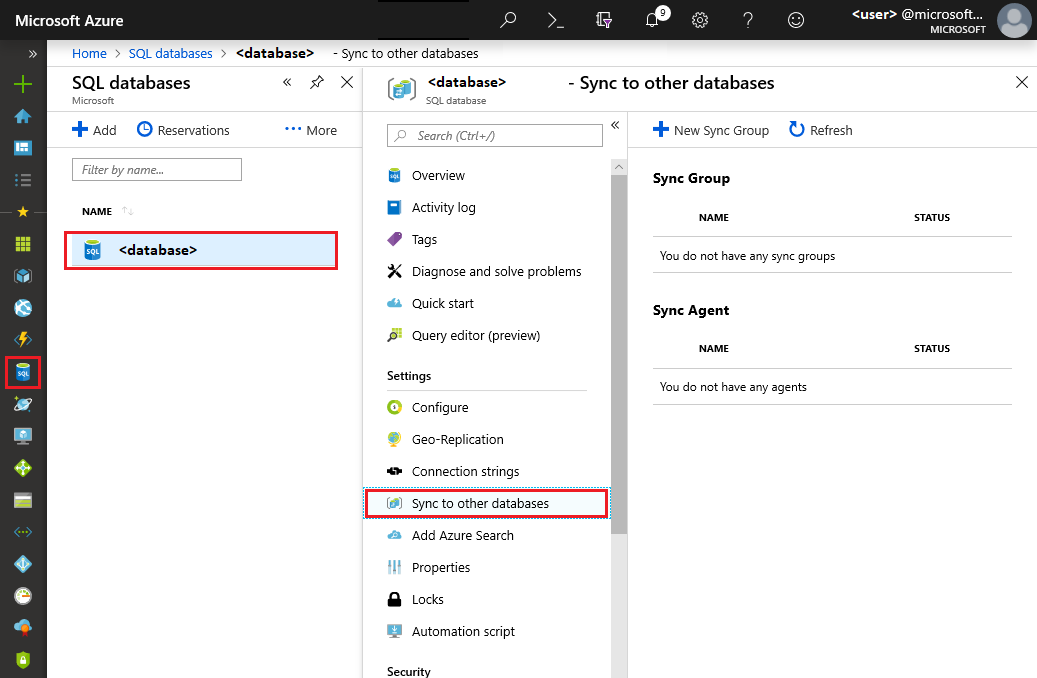 Microsoft Azure
9
<user> @microsoft...
MICROSOFT
Home > SQL databases > <database> - Sync to other databases
SQL databases
Microsoft
Add
Reservations
More
Filter by name...
NAME
SQL
<database>
SQL
<database> - Sync to other databases
SQL database
Search (Ctrl+/)
SQL
Overview
Activity log
Tags
Diagnose and solve problems
Quick start
Query editor (preview)
Settings
Configure
Geo-Replication
Connection strings
Sync to other databases
Add Azure Search
Properties
Locks
Automation script
Security
New Sync Group
Refresh
Sync Group
NAME STATUS
You do not have any sync groups
Sync Agent
NAME STATUS
You do not have any agents